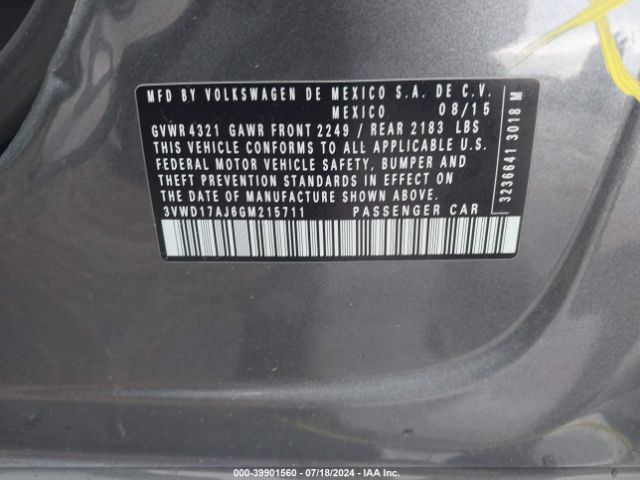 MFD BY VOLKSWAGEN DE MEXICO S.A. DE C.V.
MEXICO 08/15
GVWR 4321 GAWR FRONT 2249 / REAR 2183 LBS
THIS VEHICLE CONFORMS TO ALL APPLICABLE U.S.
FEDERAL MOTOR VEHICLE SAFETY, BUMPER AND
THEFT PREVENTION STANDARDS IN EFFECT ON
THE DATE OF MANUFACTURE SHOWN ABOVE.
3VWD17AJ6GM215711 PASSENGER CAR
3236641 3018 M
000-39901560 - 07/18/2024 - IAA Inc.